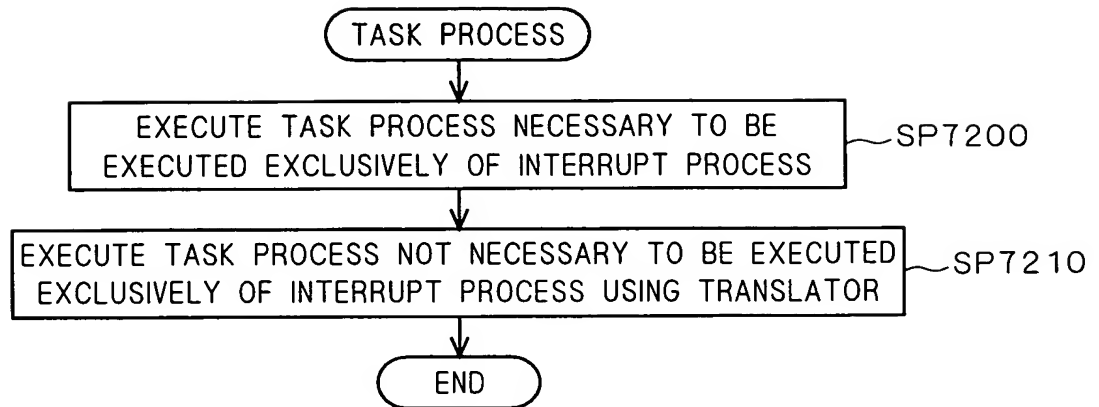 TASK PROCESS
EXECUTE TASK PROCESS NECESSARY TO BE
EXECUTED EXCLUSIVELY OF INTERRUPT PROCESS
SP7200
EXECUTE TASK PROCESS NOT NECESSARY TO BE EXECUTED
EXCLUSIVELY OF INTERRUPT PROCESS USING TRANSLATOR
SP7210
END